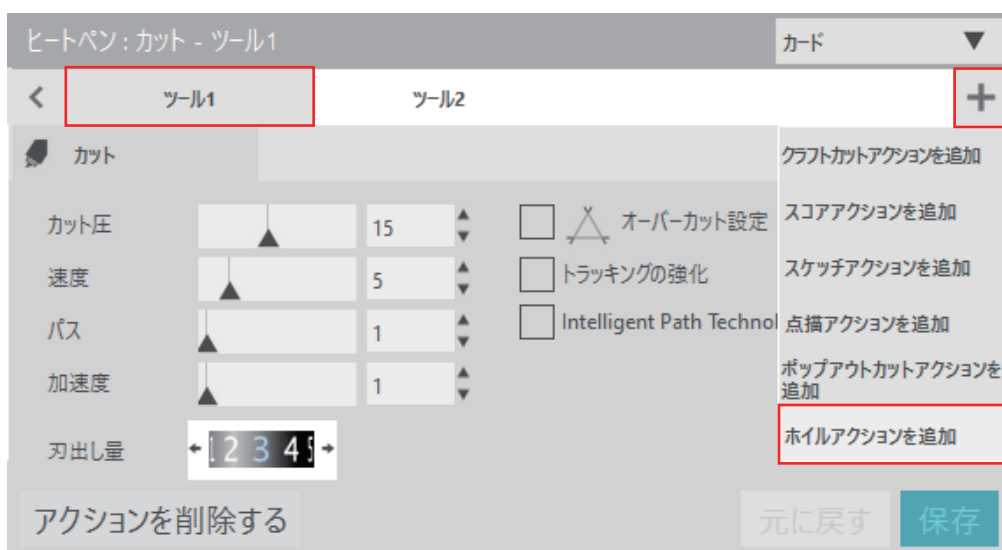 ヒートペン : カット - ツール1
カード
ツール1
ツール2
カット
カット圧
15
速度
5
パス
1
加速度
1
刃出し量
1 2 3 4 5
オーバーカット設定
トラッキングの強化
Intelligent Path Technol
クラフトカットアクションを追加
スコアアクションを追加
スケッチアクションを追加
点描アクションを追加
ポップアウトカットアクションを
追加
ホイルアクションを追加
アクションを削除する
元に戻す
保存